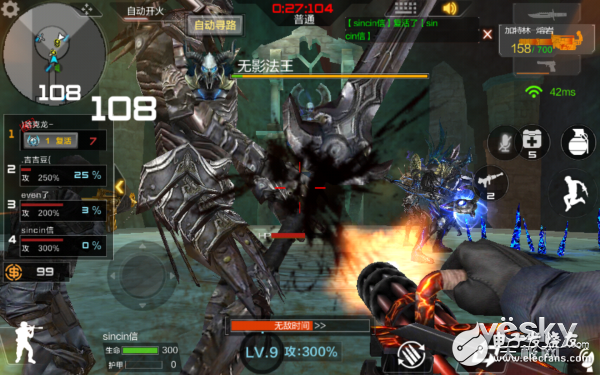 自动开火
自动寻路
0:27:104
普通
【sincin信】复活了【sin
cin信】
加特林-熔岩
158/700
42ms
无影法王
108
108
1
哈克龙~
1 复活
7
2
.吉吉豆(
攻 250%
25 %
3
even了
攻 200%
3 %
4
sincin信
攻 300%
0 %
99
5
2
无敌时间 >>
sincin信
生命
300
护甲
0
LV.9 攻:300%
yesky
电子发烧友
www.elecfans.com